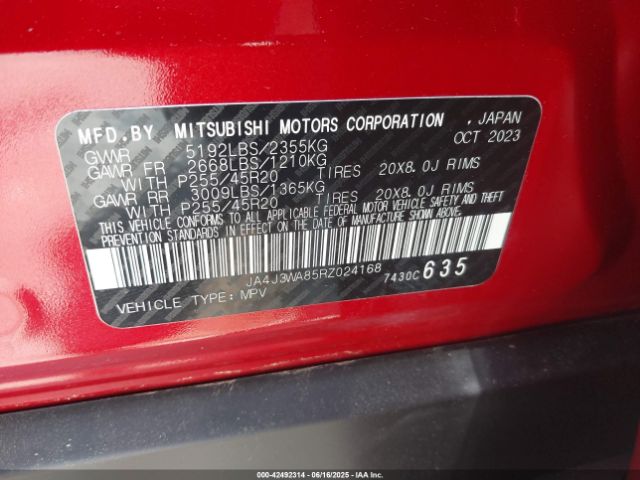 MFD.BY MITSUBISHI MOTORS CORPORATION , JAPAN
GVWR 5192LBS/2355KG OCT 2023
GAWR FR 2668LBS/1210KG
WITH P255/45R20 TIRES 20X8.0J RIMS
GAWR RR 3009LBS/1365KG
WITH P255/45R20 TIRES 20X8.0J RIMS
THIS VEHICLE CONFORMS TO ALL APPLICABLE FEDERAL MOTOR VEHICLE SAFETY AND THEFT
PREVENTION STANDARDS IN EFFECT ON THE DATE OF MANUFACTURE SHOWN ABOVE.
JA4J3WA85RZ024168 7430C635
VEHICLE TYPE: MPV
000-42492314 | 06/16/2025 | IAA Inc.